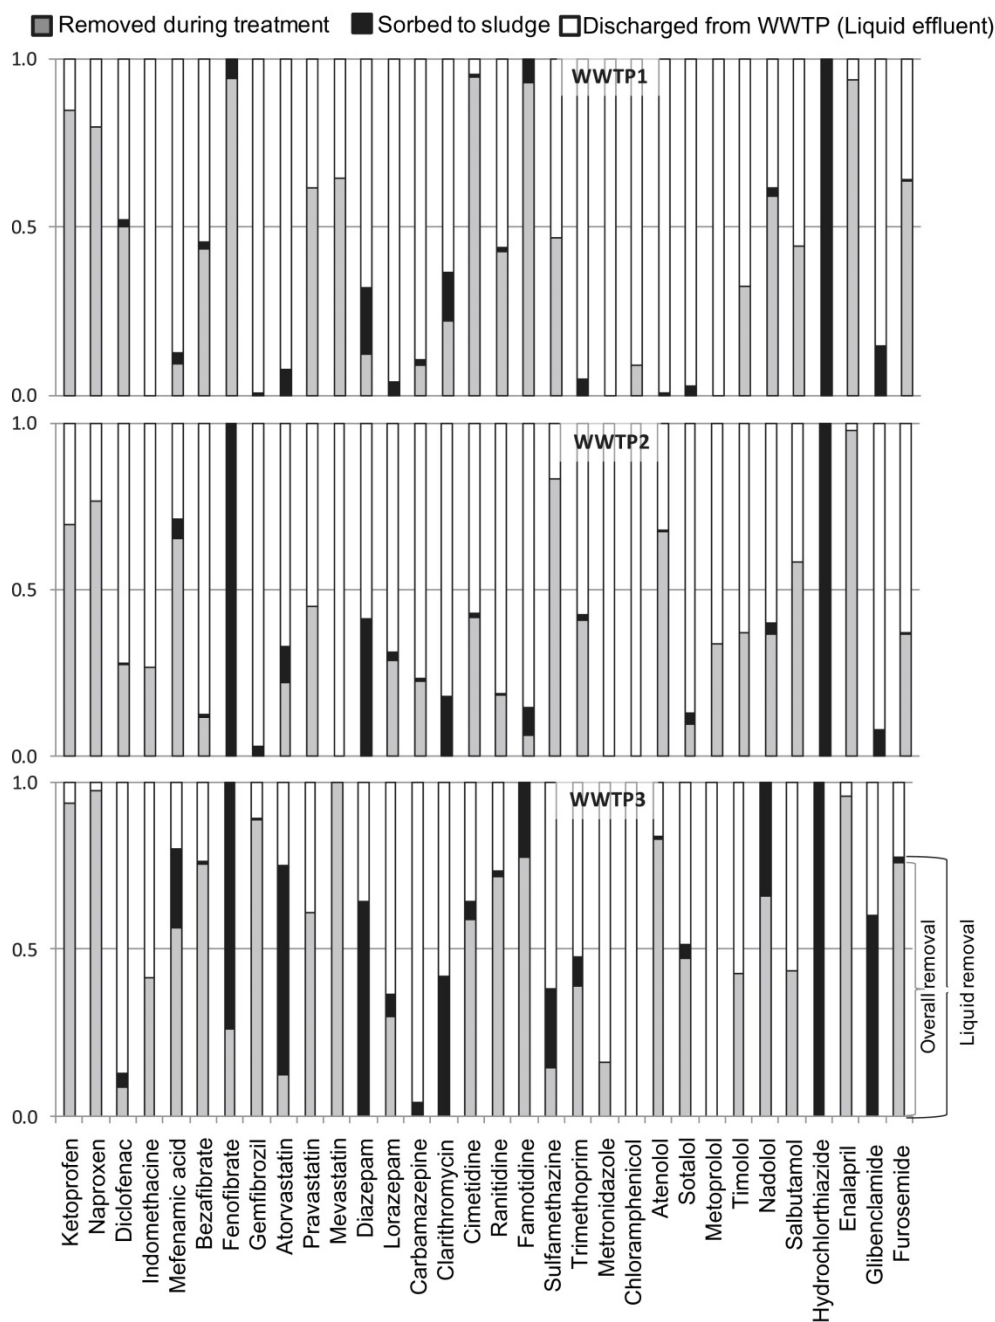 Removed during treatment Sorbed to sludge Discharged from WWTP (Liquid effluent)
1.0
WWTP1
0.5
0.0
1.0
WWTP2
0.5
0.0
1.0
WWTP3
0.5
0.0
Overall removal
Liquid removal
Ketoprofen
Naproxen
Diclofenac
Indomethacine
Mefenamic acid
Bezafibrate
Fenofibrate
Gemfibrozil
Atorvastatin
Pravastatin
Mevastatin
Diazepam
Lorazepam
Carbamazepine
Clarithromycin
Cimetidine
Ranitidine
Famotidine
Sulfamethazine
Trimethoprim
Metronidazole
Chloramphenicol
Atenolol
Sotalol
Metoprolol
Timolol
Nadolol
Salbutamol
Hydrochlorthiazide
Enalapril
Glibenclamide
Furosemide